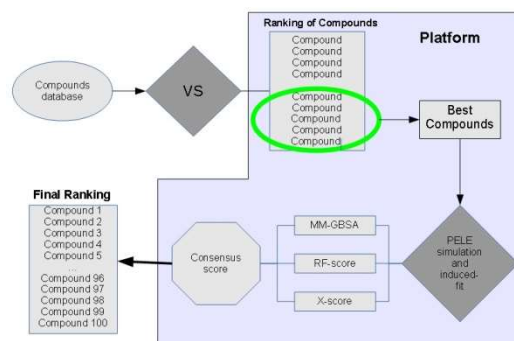 Ranking of Compounds
Compound
Compound
Compound
Compound
Compound
Compound
Compound
Compound
Compound
Platform
Compounds
database
VS
Best
Compounds
PELE
simulation
and
induced-
fit
MM-GBSA
RF-score
X-score
Consensus
score
Final Ranking
Compound 1
Compound 2
Compound 3
Compound 4
Compound 5
...
Compound 96
Compound 97
Compound 98
Compound 99
Compound 100